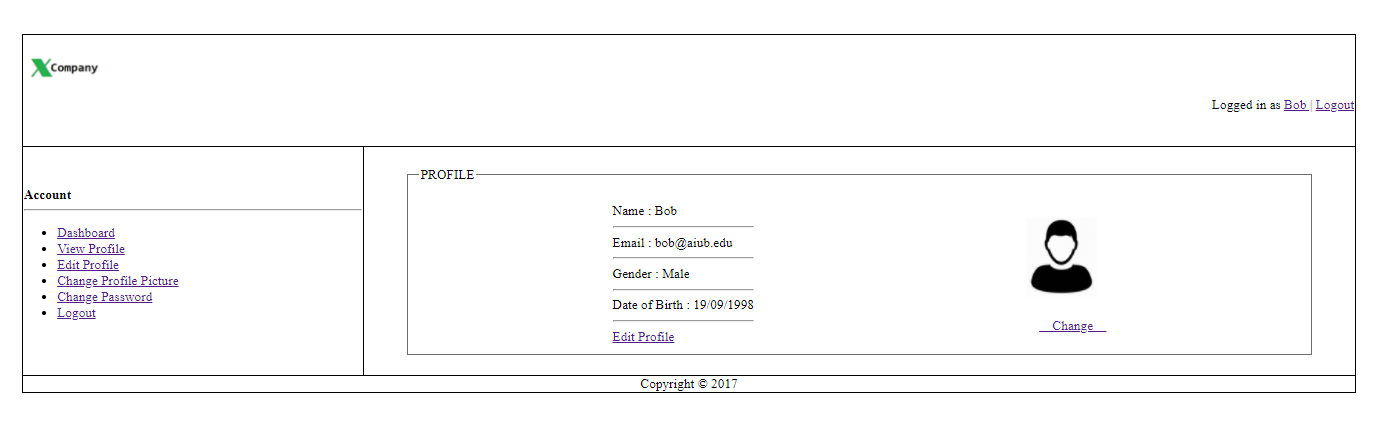 XCompany
Logged in as Bob | Logout
Account
Dashboard
View Profile
Edit Profile
Change Profile Picture
Change Password
Logout
PROFILE
Name : Bob
Email : bob@aiub.edu
Gender : Male
Date of Birth : 19/09/1998
Edit Profile
Change
Copyright © 2017